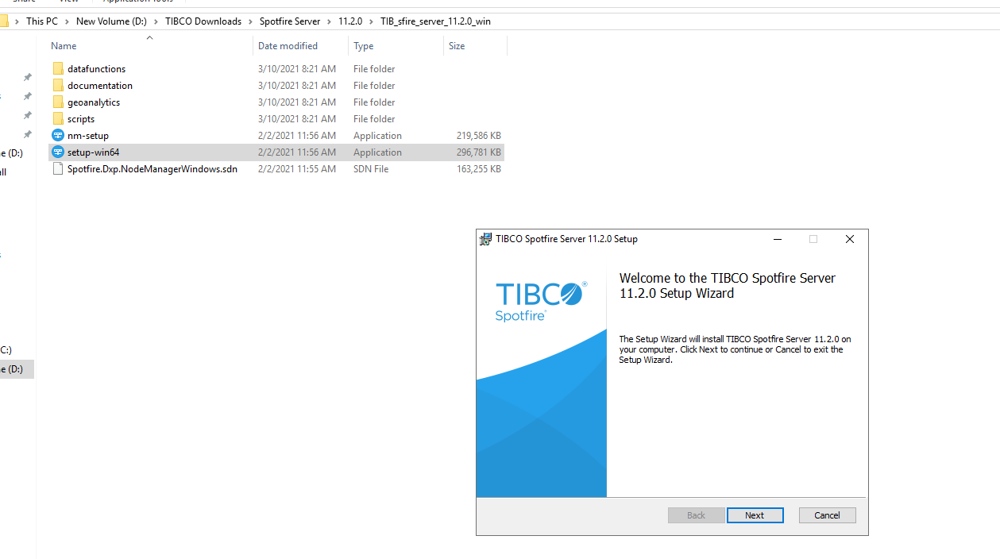 This PC > New Volume (D:) > TIBCO Downloads > Spotfire Server > 11.2.0 > TIB_sfire_server_11.2.0_win
Name Date modified Type Size
datafunctions 3/10/2021 8:21 AM File folder
documentation 3/10/2021 8:21 AM File folder
geoanalytics 3/10/2021 8:21 AM File folder
scripts 3/10/2021 8:21 AM File folder
nm-setup 2/2/2021 11:56 AM Application 219,586 KB
e (D:) setup-win64 2/2/2021 11:56 AM Application 296,781 KB
Spotfire.Dxp.NodeManagerWindows.sdn 2/2/2021 11:55 AM SDN File 163,255 KB
TIBCO Spotfire Server 11.2.0 Setup
TIBCO®
Spotfire®
Welcome to the TIBCO Spotfire Server
11.2.0 Setup Wizard
The Setup Wizard will install TIBCO Spotfire Server 11.2.0 on
your computer. Click Next to continue or Cancel to exit the
Setup Wizard.
C:)
e (D:)
Back Next Cancel